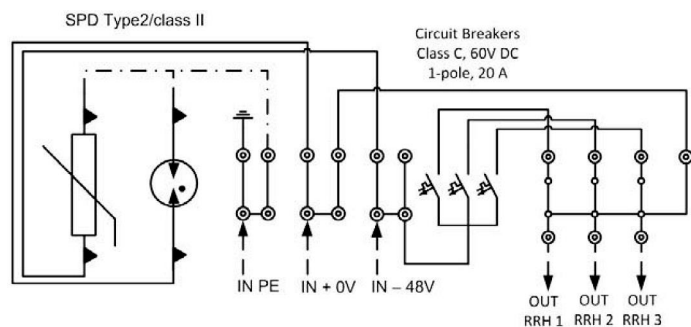 SPD Type2/class II
Circuit Breakers
Class C, 60V DC
1-pole, 20 A
IN PE
IN + 0V
IN – 48V
OUT
RRH 1
OUT
RRH 2
OUT
RRH 3